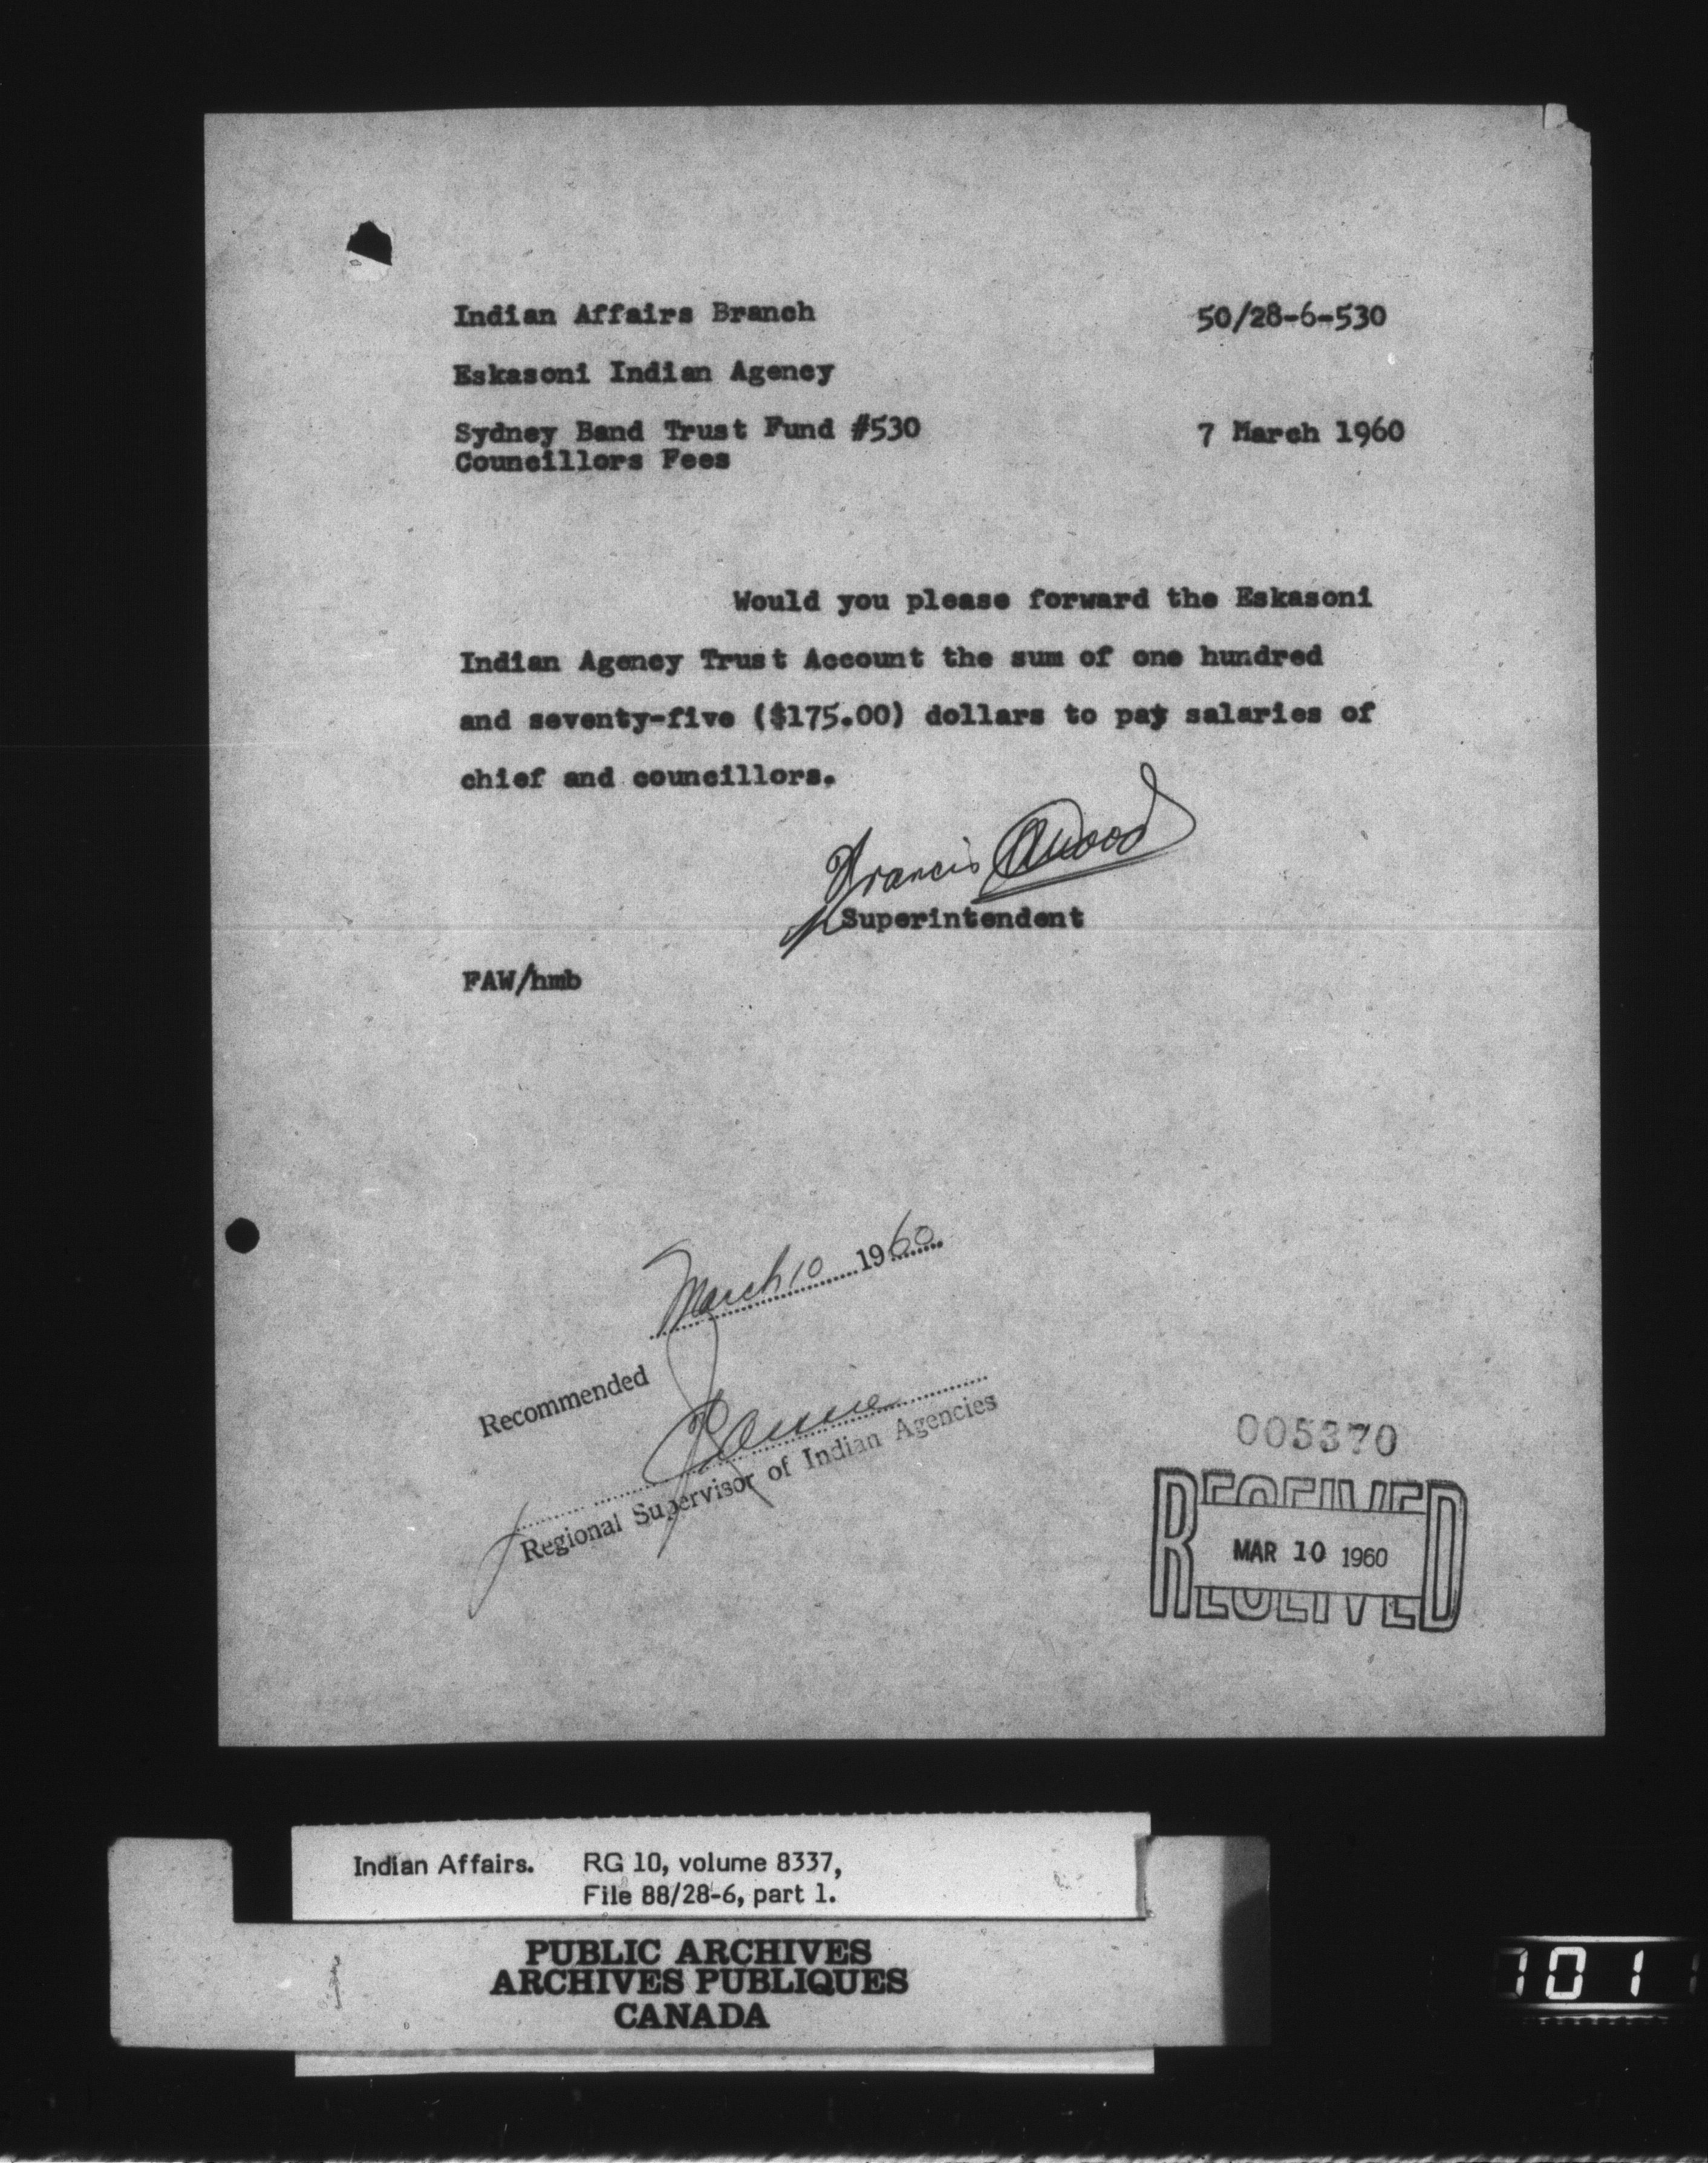 Indian Affairs Branch 50/28-6-530
Eskasoni Indian Agency
Sydney Band Trust Fund #530 7 March 1960
Councillors Fees
Would you please forward the Eskasoni
Indian Agency Trust Account the sum of one hundred
and seventy-five ($175.00) dollars to pay salaries of
chief and councillors.
Francis Awood
Superintendent
FAW/hmb
March 10 1960
Recommended
Regional Supervisor of Indian Agencies
005370
RECEIVED
MAR 10 1960
RECEIVED
Indian Affairs. RG 10, volume 8337,
File 88/28-6, part 1.
PUBLIC ARCHIVES
ARCHIVES PUBLIQUES
CANADA
101